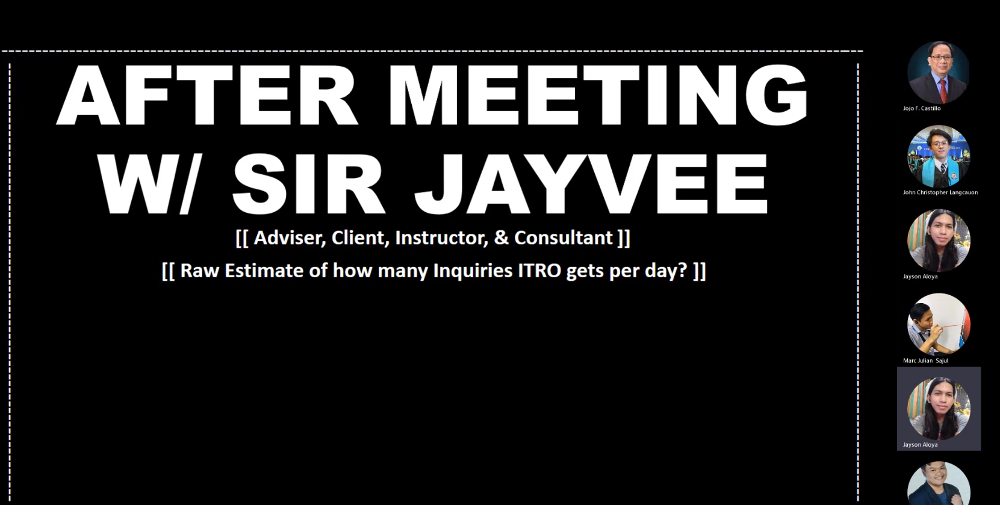 AFTER MEETING
W/ SIR JAYVEE
[[ Adviser, Client, Instructor, & Consultant ]]
[[ Raw Estimate of how many Inquiries ITRO gets per day? ]]
Jojo F. Castillo
John Christopher Langcauon
Jayson Aloya
Marc Julian Sajul
Jayson Aloya